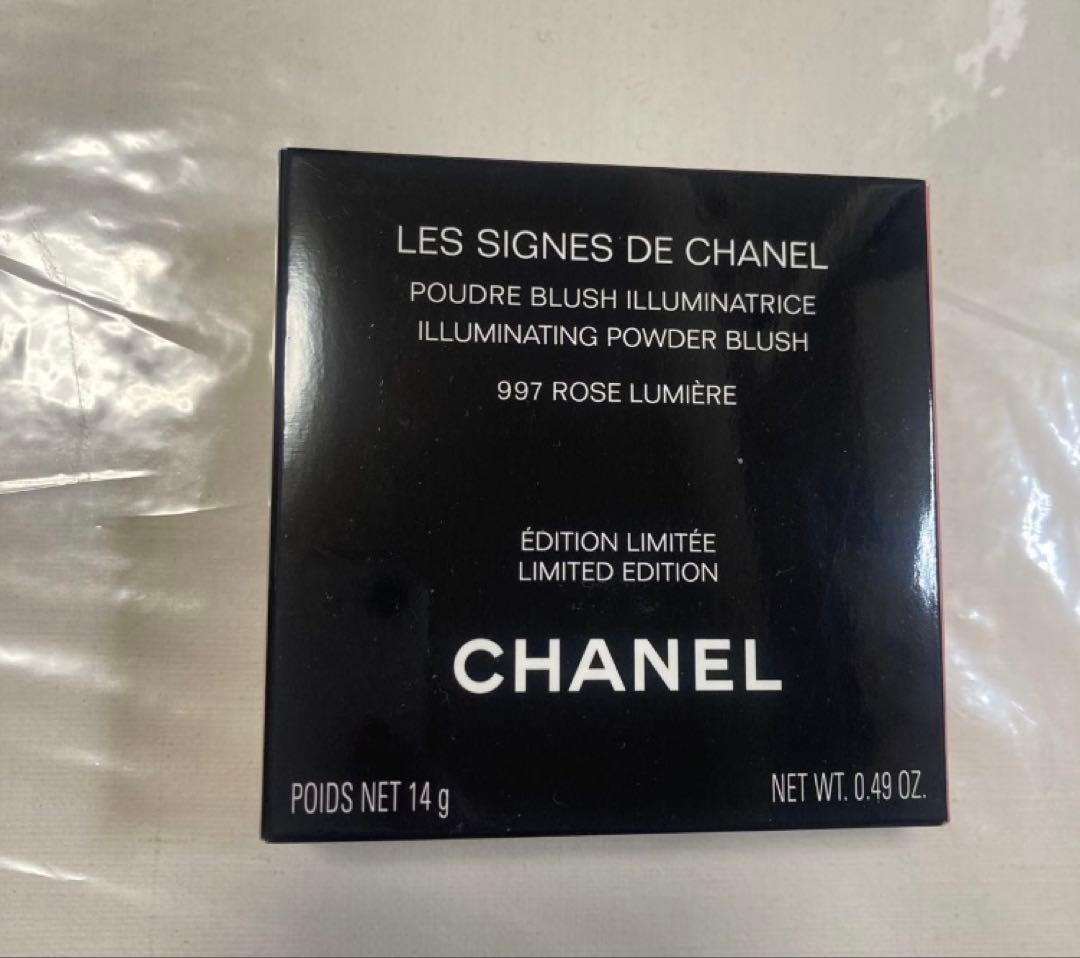 LES SIGNES DE CHANEL
POUDRE BLUSH ILLUMINATRICE
ILLUMINATING POWDER BLUSH
997 ROSE LUMIÈRE
ÉDITION LIMITÉE
LIMITED EDITION
CHANEL
POIDS NET 14 g
NET WT. 0.49 OZ.